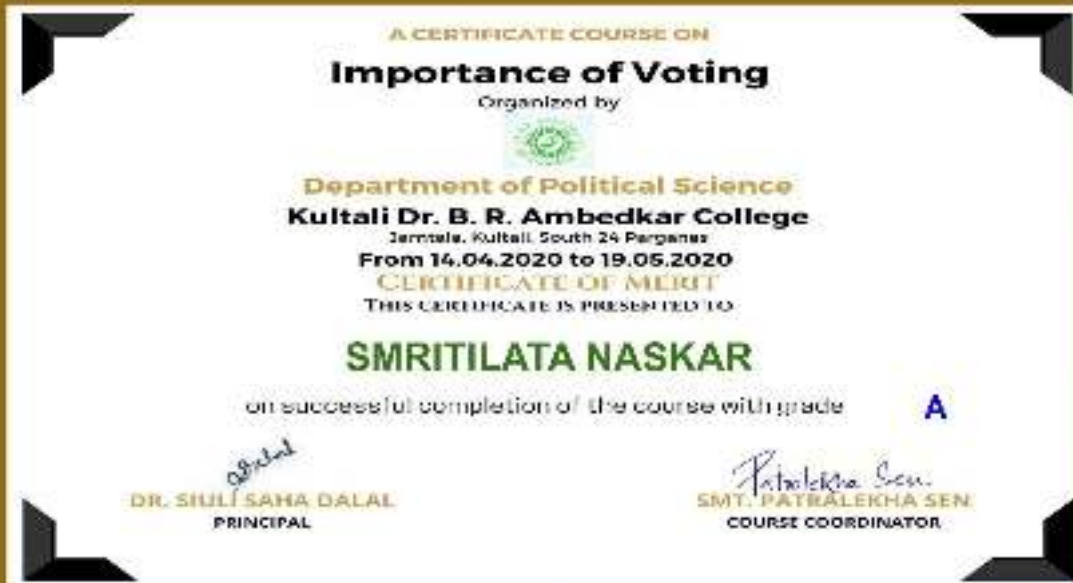 A CERTIFICATE COURSE ON
Importance of Voting
Organized by
Department of Political Science
Kultali Dr. B. R. Ambedkar College
Jamtala, Kultali, South 24 Parganas
From 14.04.2020 to 19.05.2020
CERTIFICATE OF MERIT
THIS CERTIFICATE IS PRESENTED TO
SMRITILATA NASKAR
on successful completion of the course with grade A
Patralekha Sen.
DR. SIULI SAHA DALAL SMT. PATRALEKHA SEN
PRINCIPAL COURSE COORDINATOR